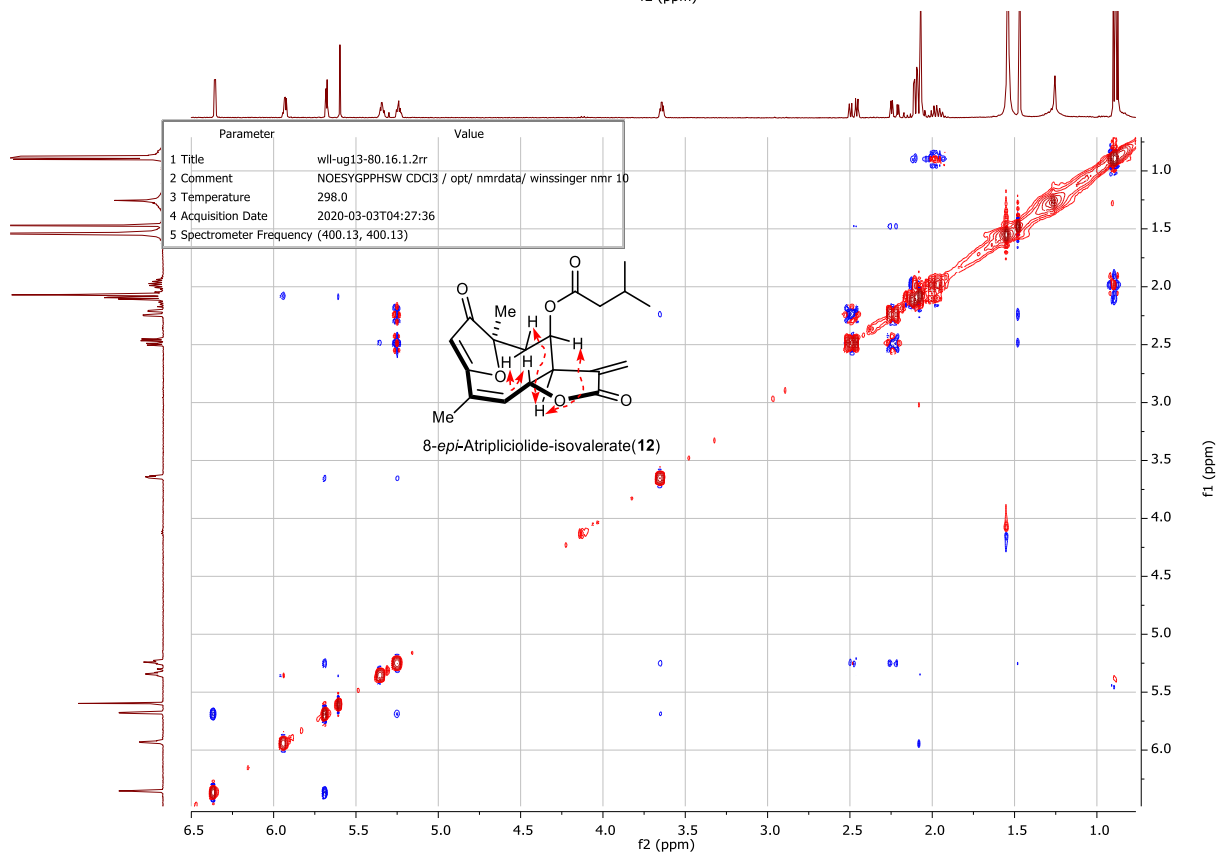 f2 (ppm)
Parameter Value
1 Title wll-ug13-80.16.1.2rr
2 Comment NOESYGPPHSW CDCl3 / opt/ nmrdata/ winssinger nmr 10
3 Temperature 298.0
4 Acquisition Date 2020-03-03T04:27:36
5 Spectrometer Frequency (400.13, 400.13)
O
O Me O
H
H H H
O
H O O
Me
8-epi-Atripliciolide-isovalerate(12)
1.0
1.5
2.0
2.5
3.0
3.5
4.0
4.5
5.0
5.5
6.0
f1 (ppm)
6.5 6.0 5.5 5.0 4.5 4.0 3.5 3.0 2.5 2.0 1.5 1.0
f2 (ppm)